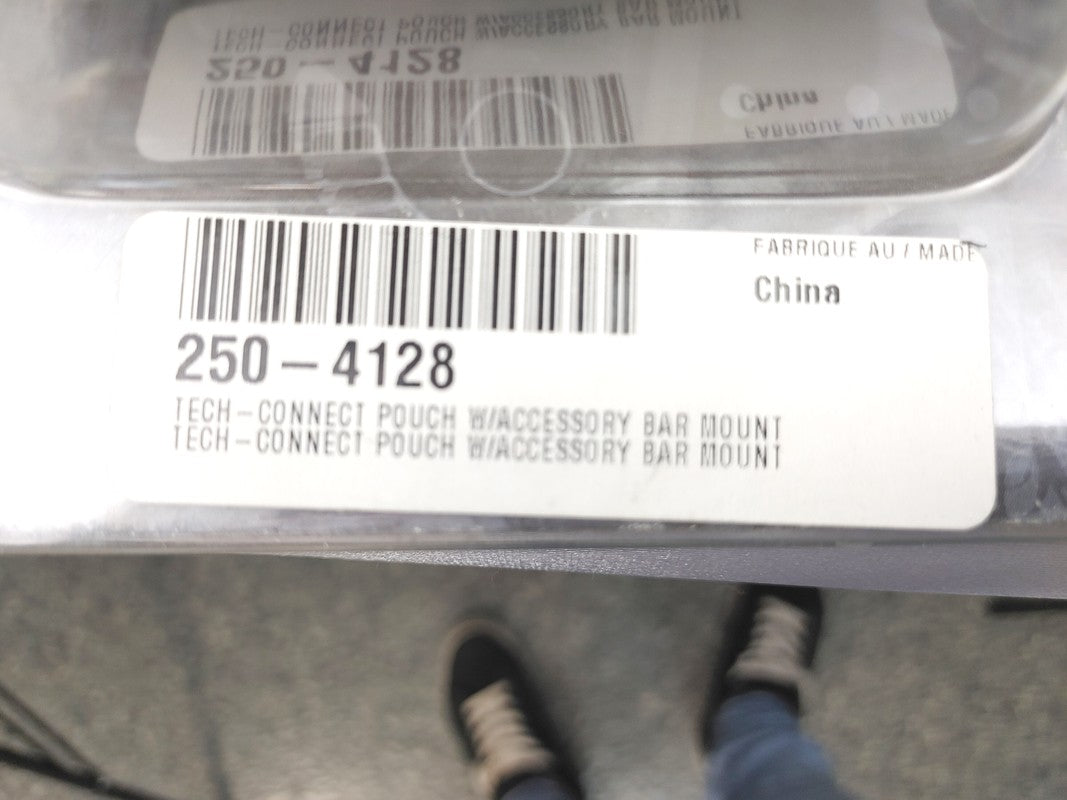 FABRIQUE AU / MADE
China
250-4128
TECH-CONNECT POUCH W/ACCESSORY BAR MOUNT
TECH-CONNECT POUCH W/ACCESSORY BAR MOUNT